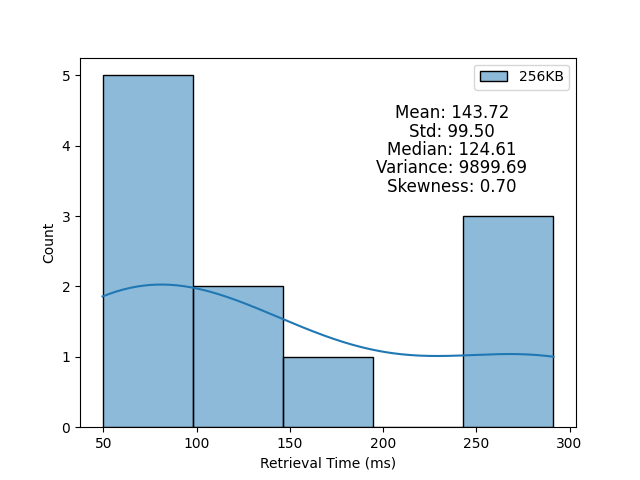 256KB
Mean: 143.72
Std: 99.50
Median: 124.61
Variance: 9899.69
Skewness: 0.70
5
4
3
2
1
0
Count
50 100 150 200 250 300
Retrieval Time (ms)